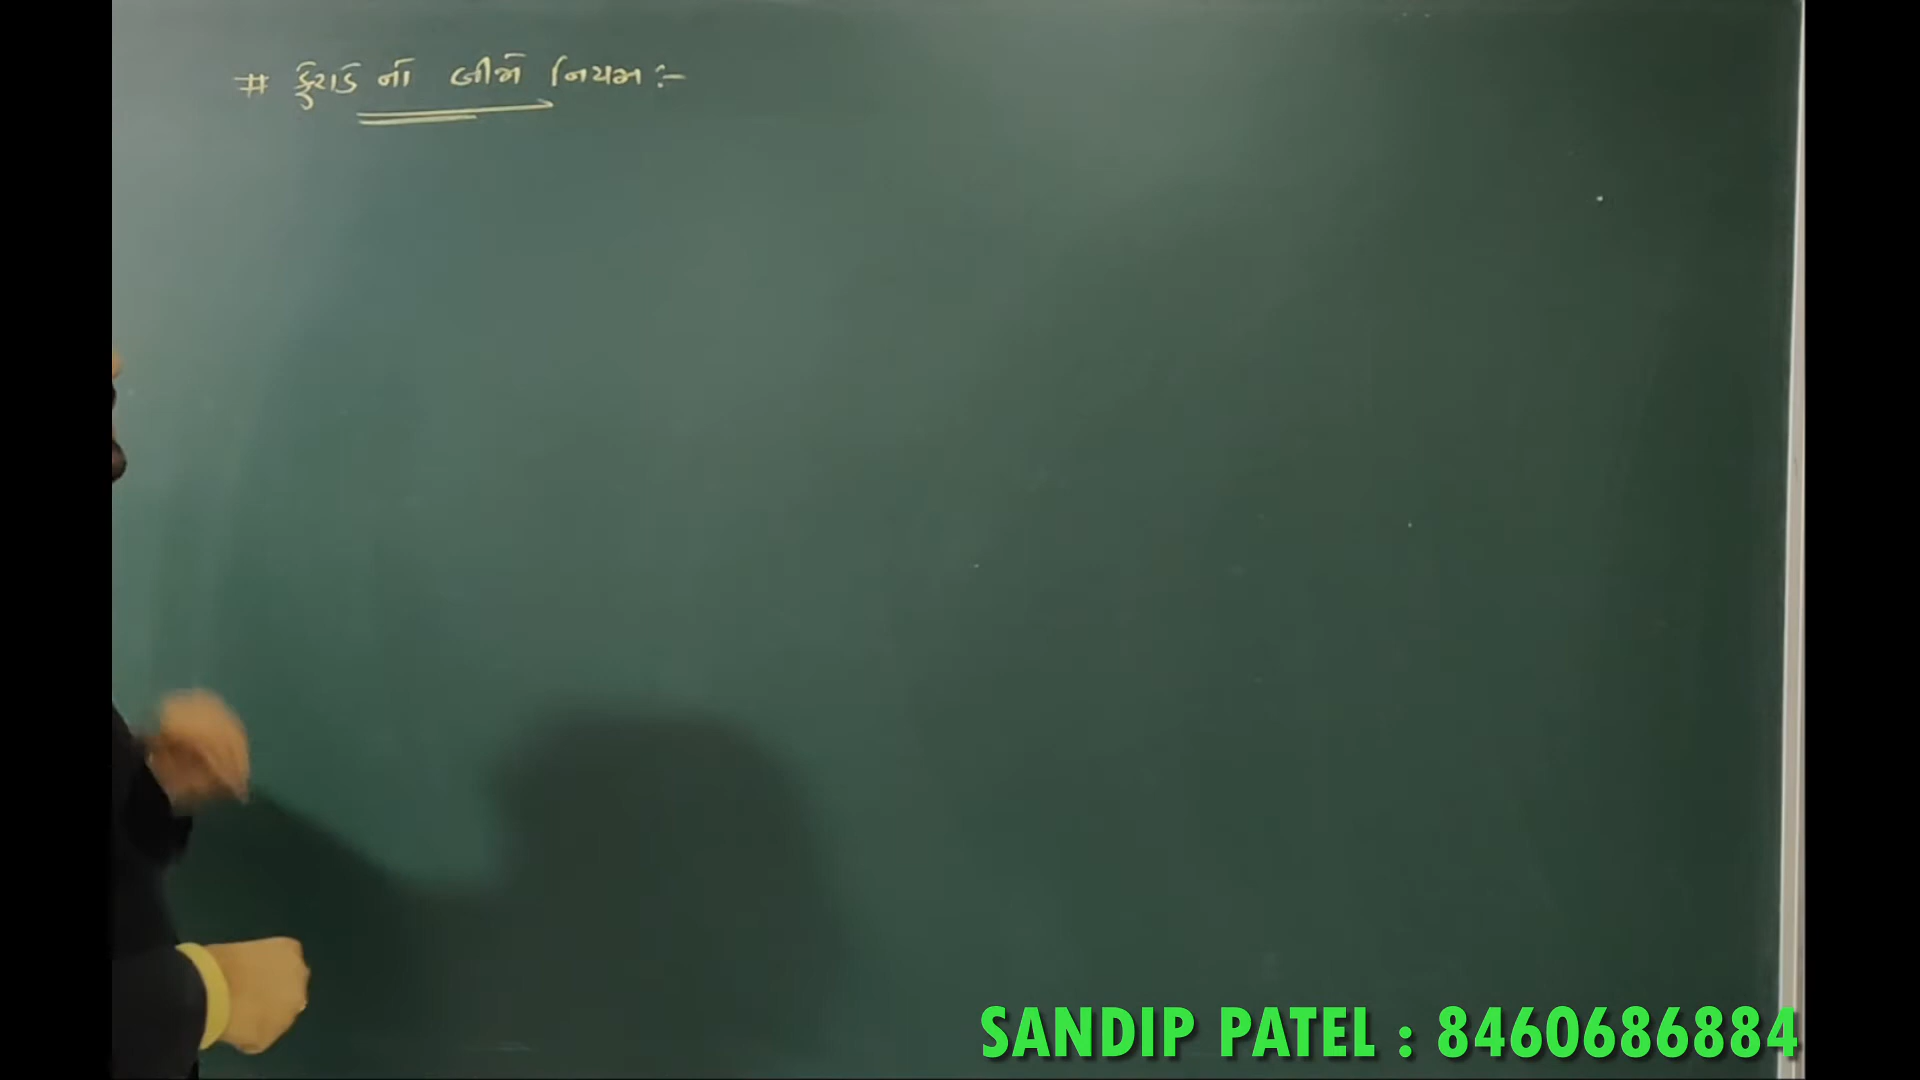 # ફેરાડે નો બીજો નિયમ :-
SANDIP PATEL : 8460686884